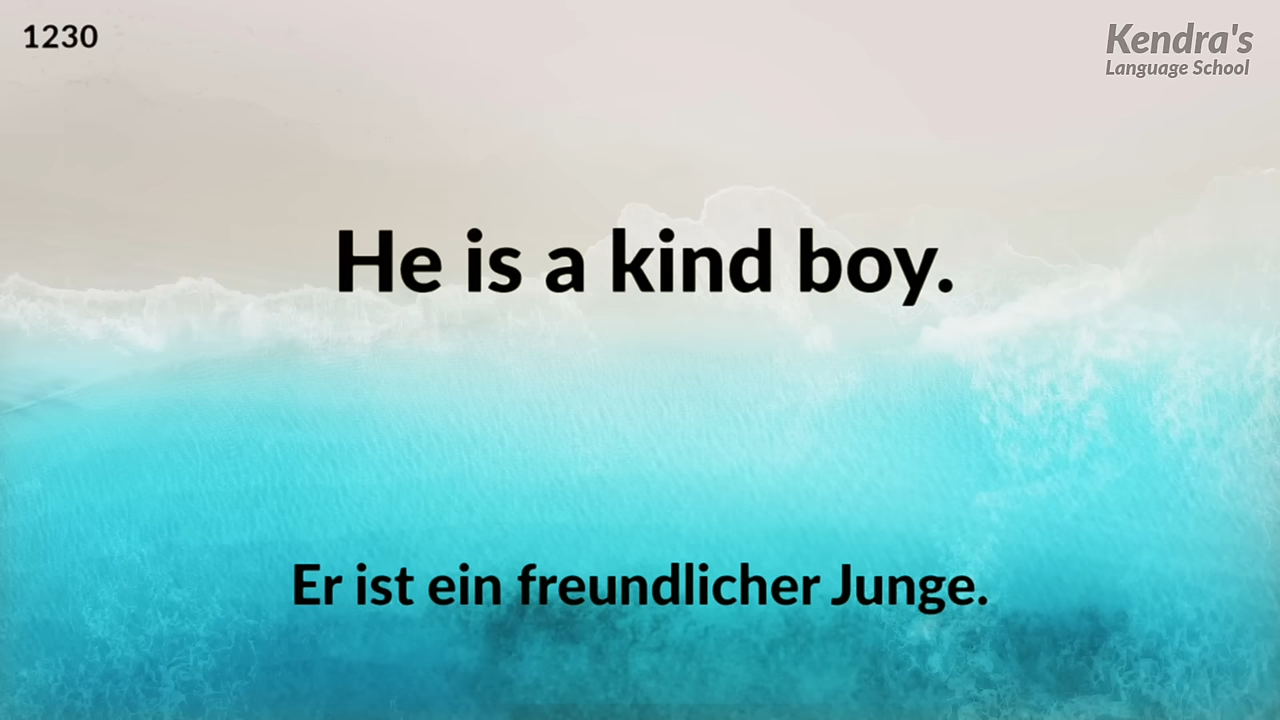 1230
Kendra's
Language School
He is a kind boy.
Er ist ein freundlicher Junge.